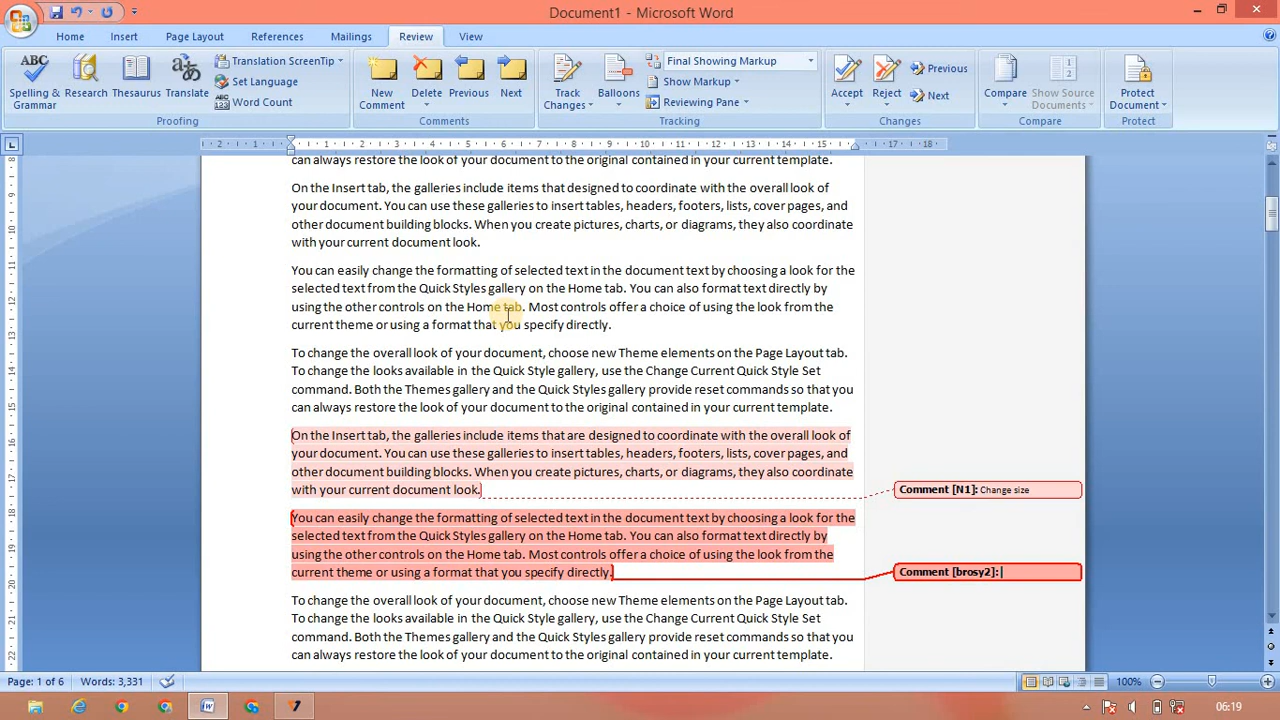 Document1 - Microsoft Word
Home Insert Page Layout References Mailings Review View
ABC Spelling & Grammar
Research
Thesaurus
Translate
Translation ScreenTip
Set Language
ABC 123 Word Count
Proofing
New Comment
Delete
Previous
Next
Comments
Track Changes
Balloons
Final Showing Markup
Show Markup
Reviewing Pane
Tracking
Accept
Reject
Previous
Next
Changes
Compare
Show Source Documents
Compare
Protect Document
Protect
2 1 1 2 3 4 5 6 7 8 9 10 11 12 13 14 15 17 18
can always restore the look of your document to the original contained in your current template.
On the Insert tab, the galleries include items that designed to coordinate with the overall look of
your document. You can use these galleries to insert tables, headers, footers, lists, cover pages, and
other document building blocks. When you create pictures, charts, or diagrams, they also coordinate
with your current document look.
You can easily change the formatting of selected text in the document text by choosing a look for the
selected text from the Quick Styles gallery on the Home tab. You can also format text directly by
using the other controls on the Home tab. Most controls offer a choice of using the look from the
current theme or using a format that you specify directly.
To change the overall look of your document, choose new Theme elements on the Page Layout tab.
To change the looks available in the Quick Style gallery, use the Change Current Quick Style Set
command. Both the Themes gallery and the Quick Styles gallery provide reset commands so that you
can always restore the look of your document to the original contained in your current template.
On the Insert tab, the galleries include items that are designed to coordinate with the overall look of
your document. You can use these galleries to insert tables, headers, footers, lists, cover pages, and
other document building blocks. When you create pictures, charts, or diagrams, they also coordinate
with your current document look.
Comment [N1]: Change size
You can easily change the formatting of selected text in the document text by choosing a look for the
selected text from the Quick Styles gallery on the Home tab. You can also format text directly by
using the other controls on the Home tab. Most controls offer a choice of using the look from the
current theme or using a format that you specify directly.
Comment [brosy2]:
To change the overall look of your document, choose new Theme elements on the Page Layout tab.
To change the looks available in the Quick Style gallery, use the Change Current Quick Style Set
command. Both the Themes gallery and the Quick Styles gallery provide reset commands so that you
can always restore the look of your document to the original contained in your current template.
Page: 1 of 6 Words: 3,331 100%
06:19